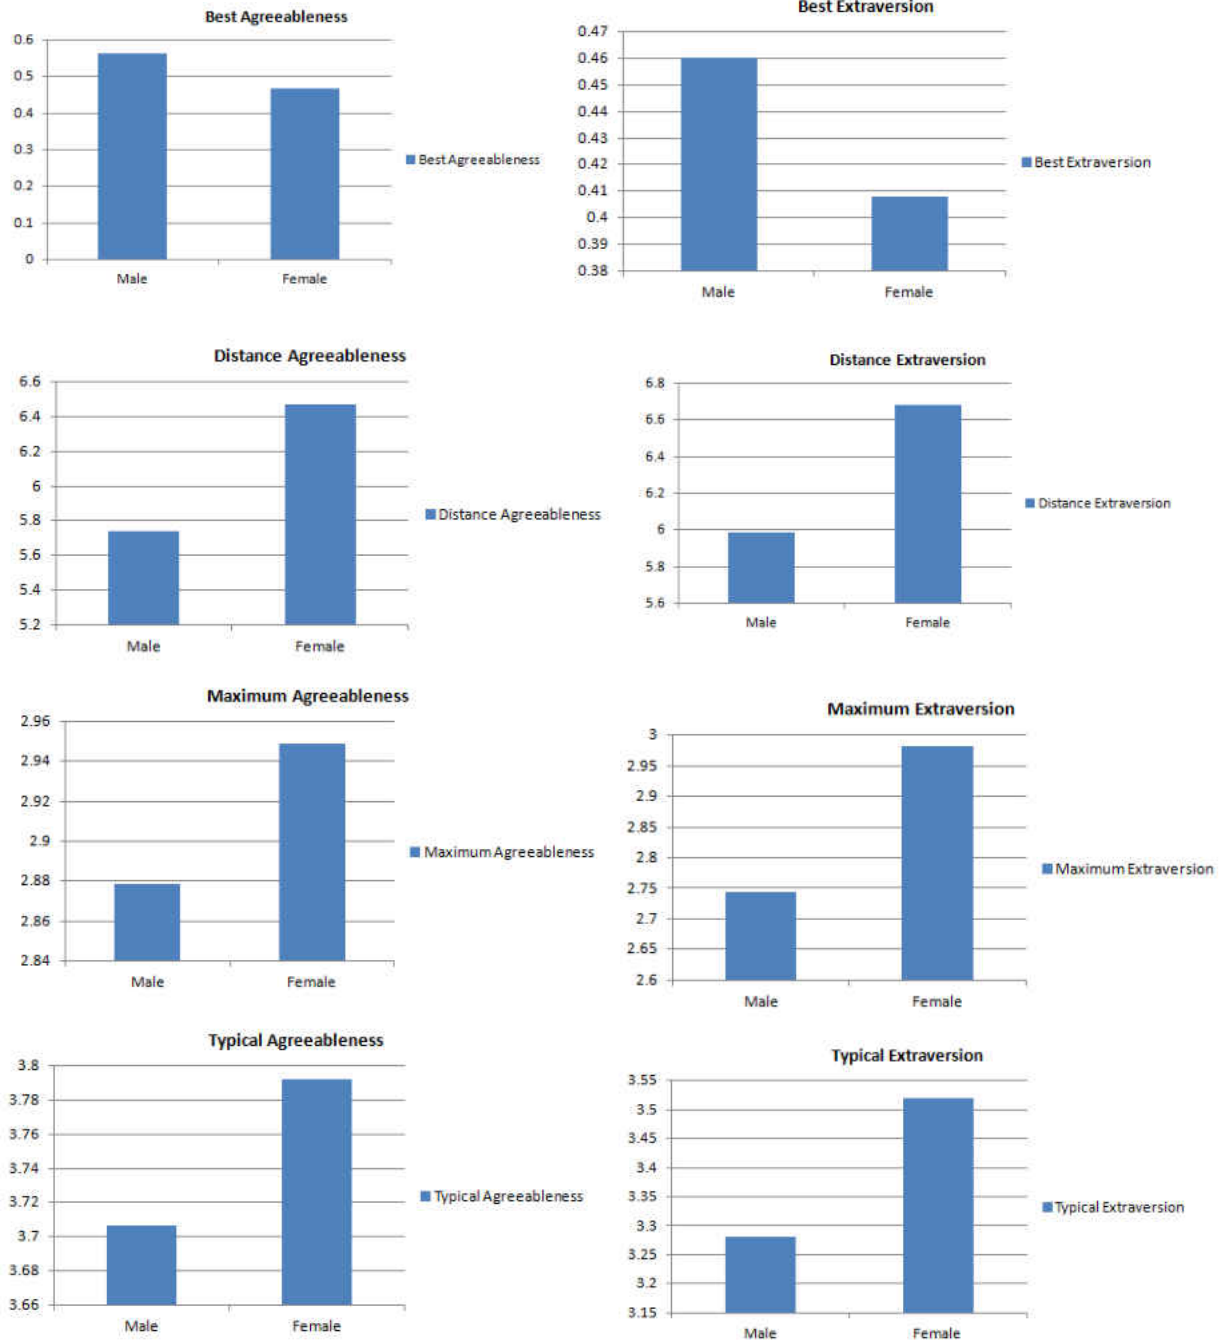 Best Agreeableness
0.6
0.5
0.4
0.3
0.2
0.1
0
Male Female
Best Agreeableness
Best Extraversion
0.47
0.46
0.45
0.44
0.43
0.42
0.41
0.4
0.39
0.38
Male Female
Best Extraversion
Distance Agreeableness
6.6
6.4
6.2
6
5.8
5.6
5.4
5.2
Male Female
Distance Agreeableness
Distance Extraversion
6.8
6.6
6.4
6.2
6
5.8
5.6
Male Female
Distance Extraversion
Maximum Agreeableness
2.96
2.94
2.92
2.9
2.88
2.86
2.84
Male Female
Maximum Agreeableness
Maximum Extraversion
3
2.95
2.9
2.85
2.8
2.75
2.7
2.65
2.6
Male Female
Maximum Extraversion
Typical Agreeableness
3.8
3.78
3.76
3.74
3.72
3.7
3.68
3.66
Male Female
Typical Agreeableness
Typical Extraversion
3.55
3.5
3.45
3.4
3.35
3.3
3.25
3.2
3.15
Male Female
Typical Extraversion